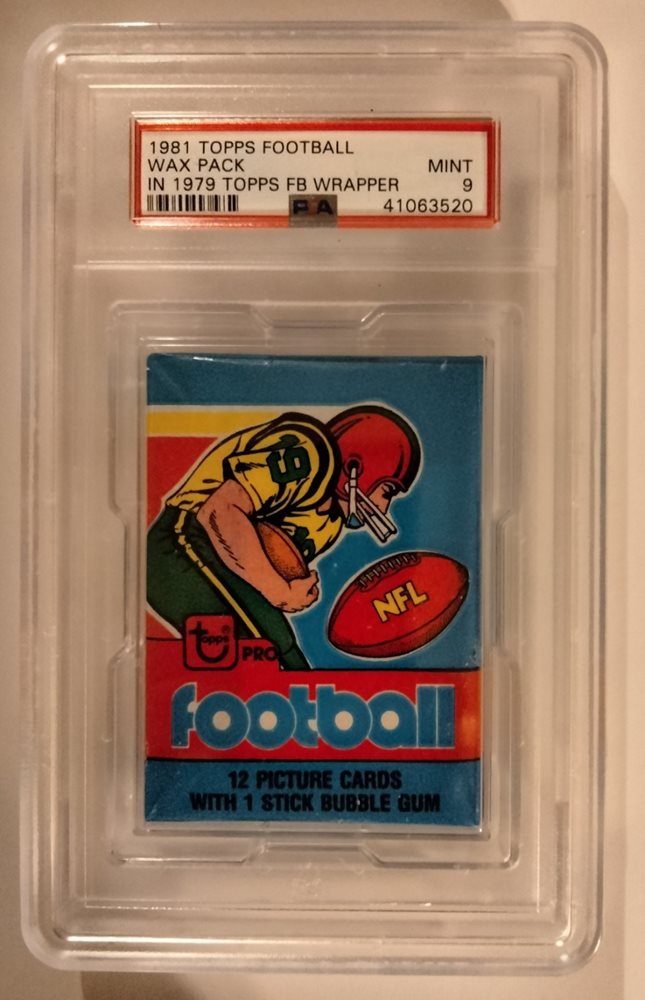 1981 TOPPS FOOTBALL
WAX PACK MINT
IN 1979 TOPPS FB WRAPPER 9
41063520
19
NFL
topps®
PRO
football
12 PICTURE CARDS
WITH 1 STICK BUBBLE GUM